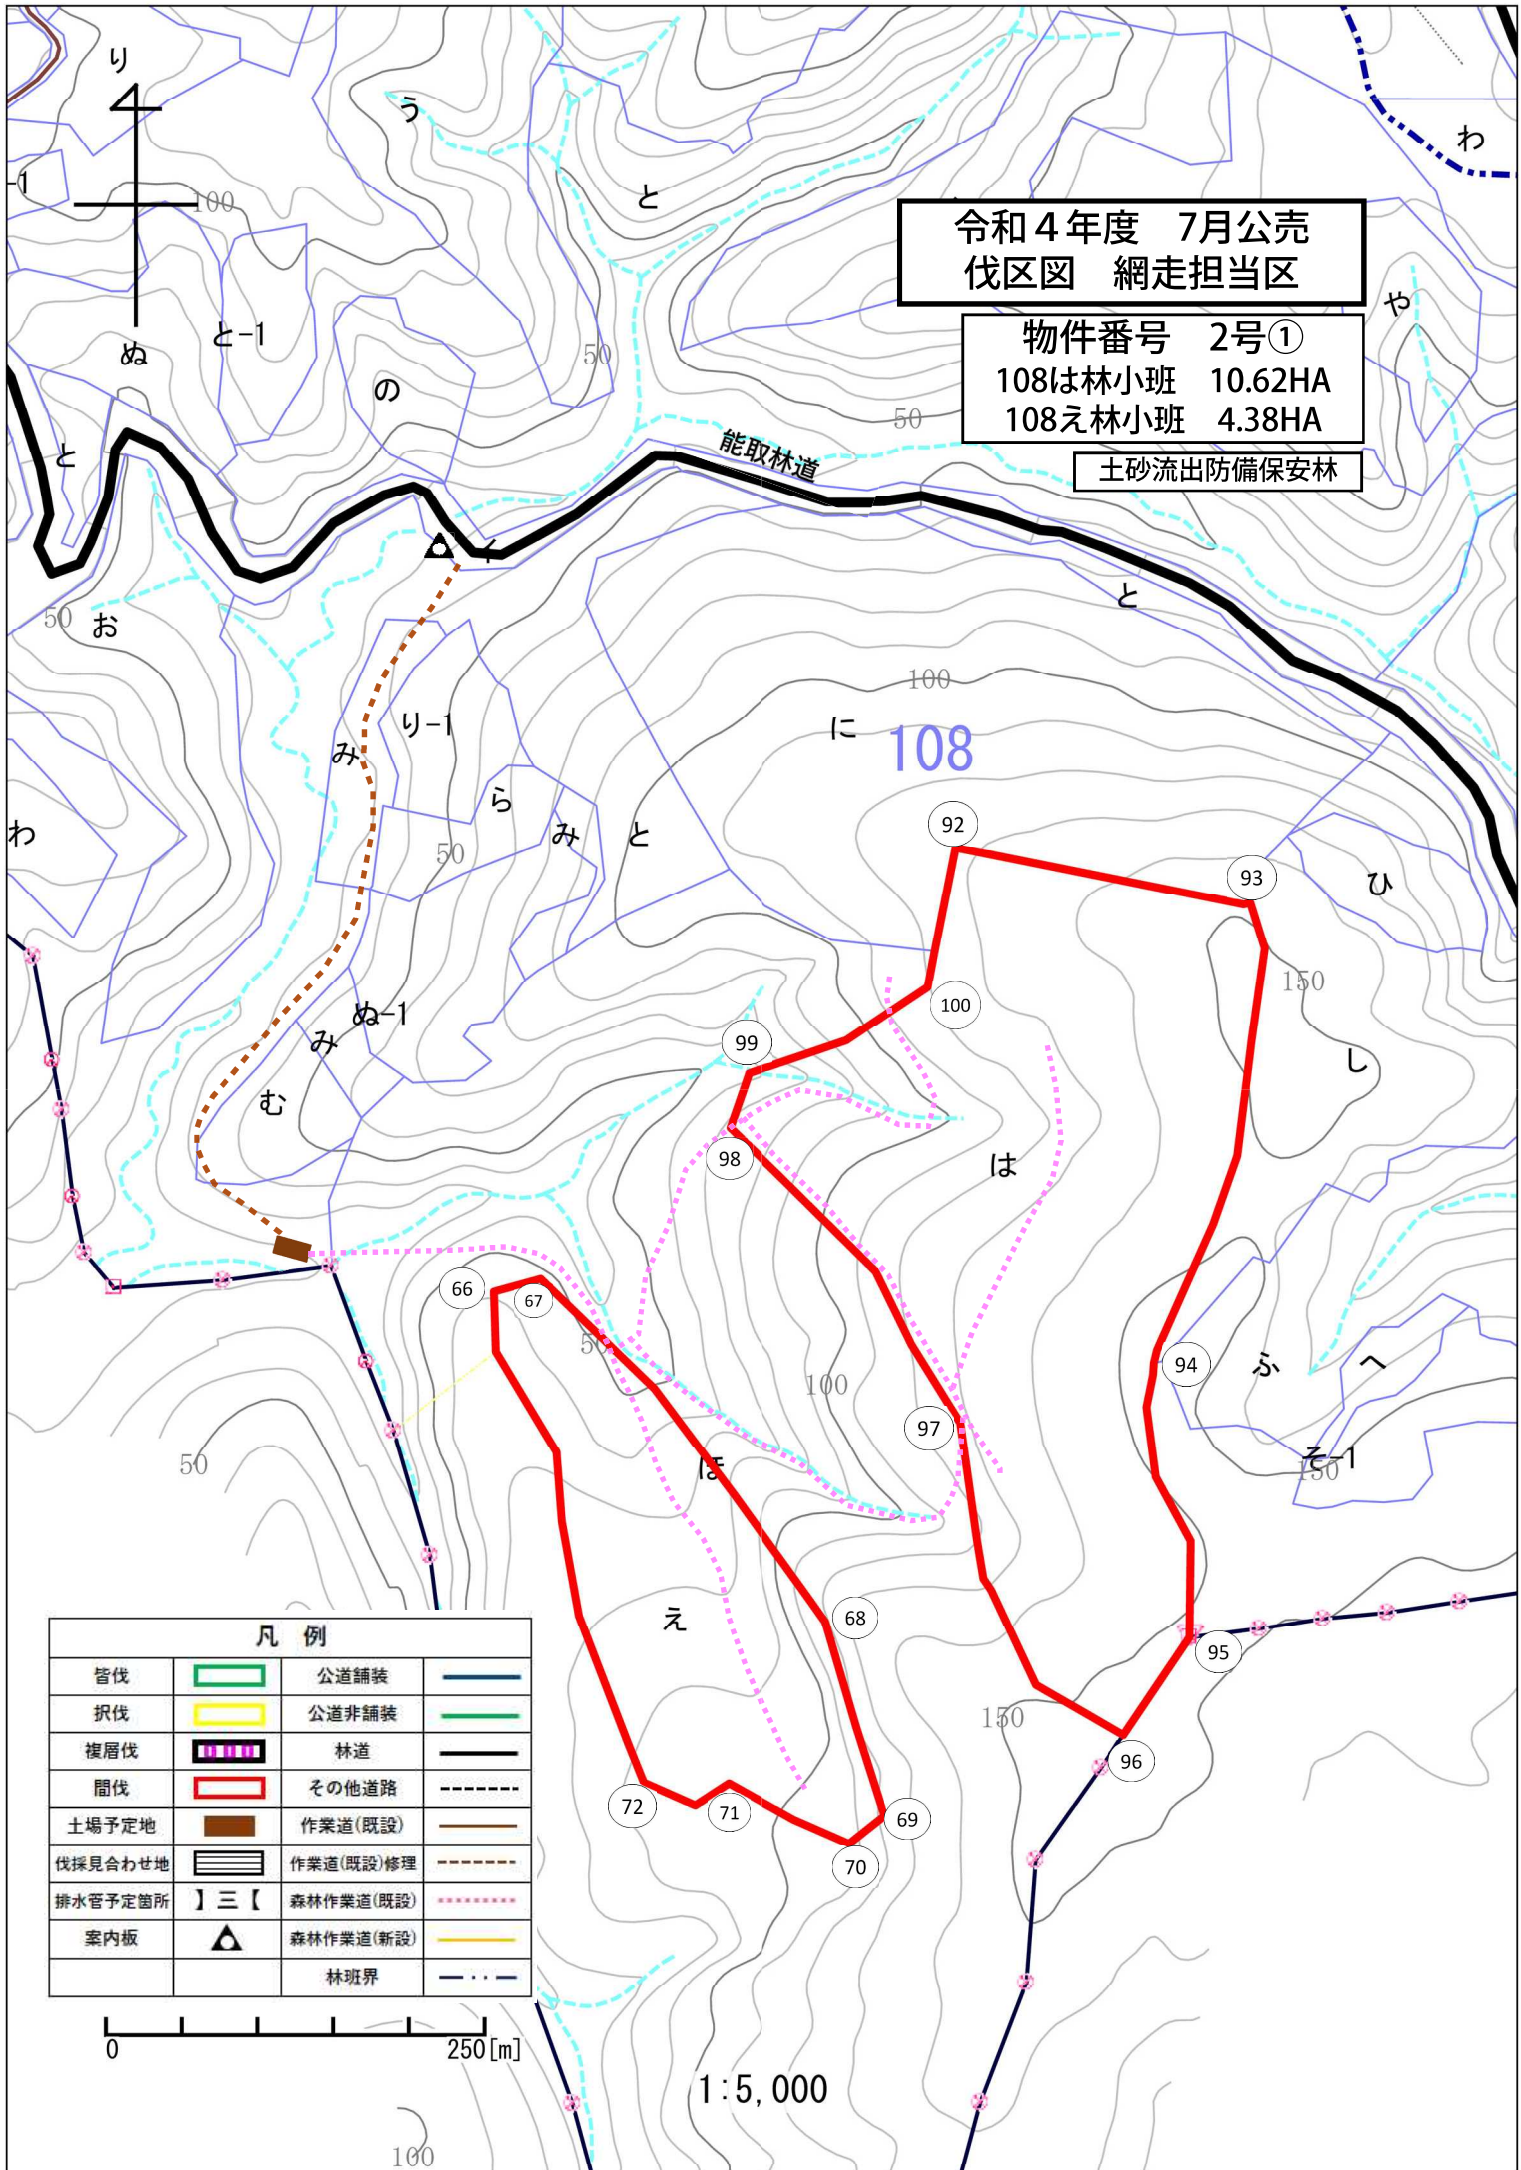 り
う
と
わ
-1
100
令和４年度　7月公売
伐区図　網走担当区
や
と-1
ぬ
の
50
物件番号　2号①
108は林小班　10.62HA
108え林小班　4.38HA
50
能取林道
と
土砂流出防備保安林
イ
と
50
お
100
り-1
に
108
み
ら
み
と
わ
50
92
93
ひ
150
100
ぬ-1
み
99
し
む
98
は
66
67
50
94
ふ
へ
100
97
50
ほ
そ-1
150
え
68
95
150
96
72
71
69
70
凡　例
皆伐　公道舗装
択伐　公道非舗装
複層伐　林道
間伐　その他道路
土場予定地　作業道(既設)
伐採見合わせ地　作業道(既設)修理
排水管予定箇所　】三【　森林作業道(既設)
案内板　森林作業道(新設)
林班界
0　250[m]
1:5,000
100